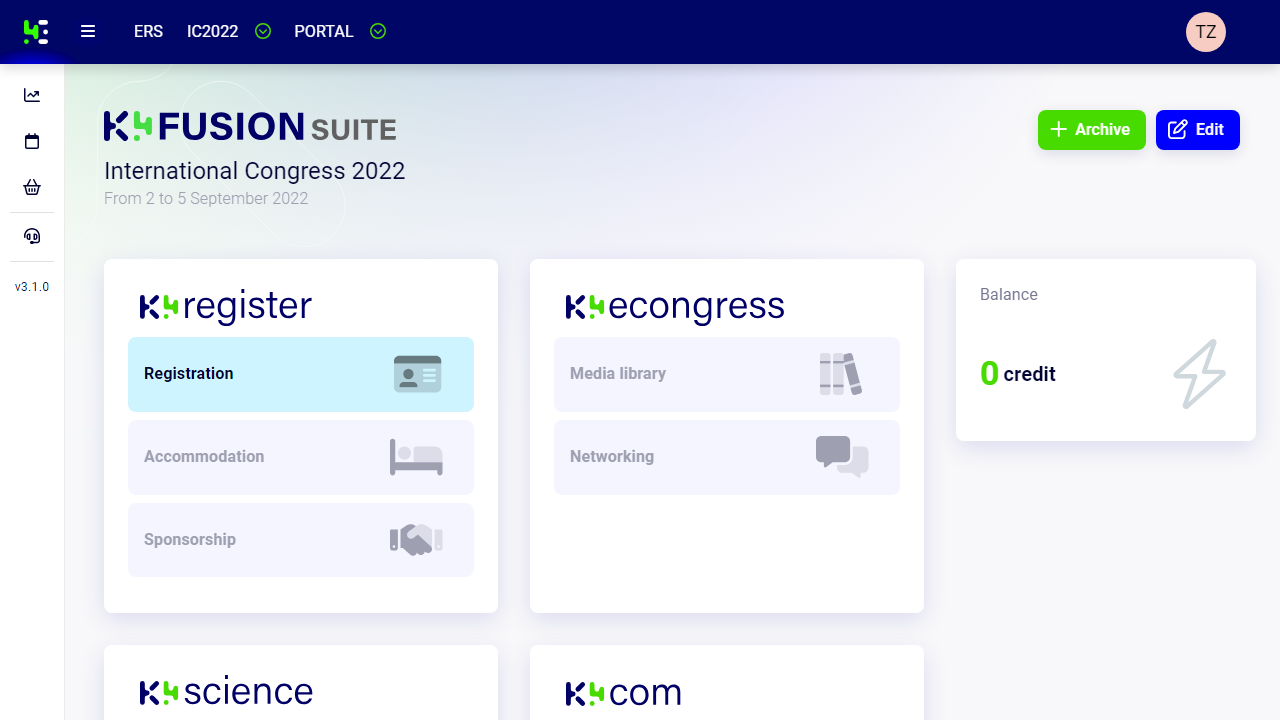 ERS IC2022 PORTAL TZ
v3.1.0
K4 FUSION SUITE
International Congress 2022
From 2 to 5 September 2022
Archive
Edit
K4register
Registration
Accommodation
Sponsorship
K4econgress
Media library
Networking
Balance
0 credit
K4science
K4com